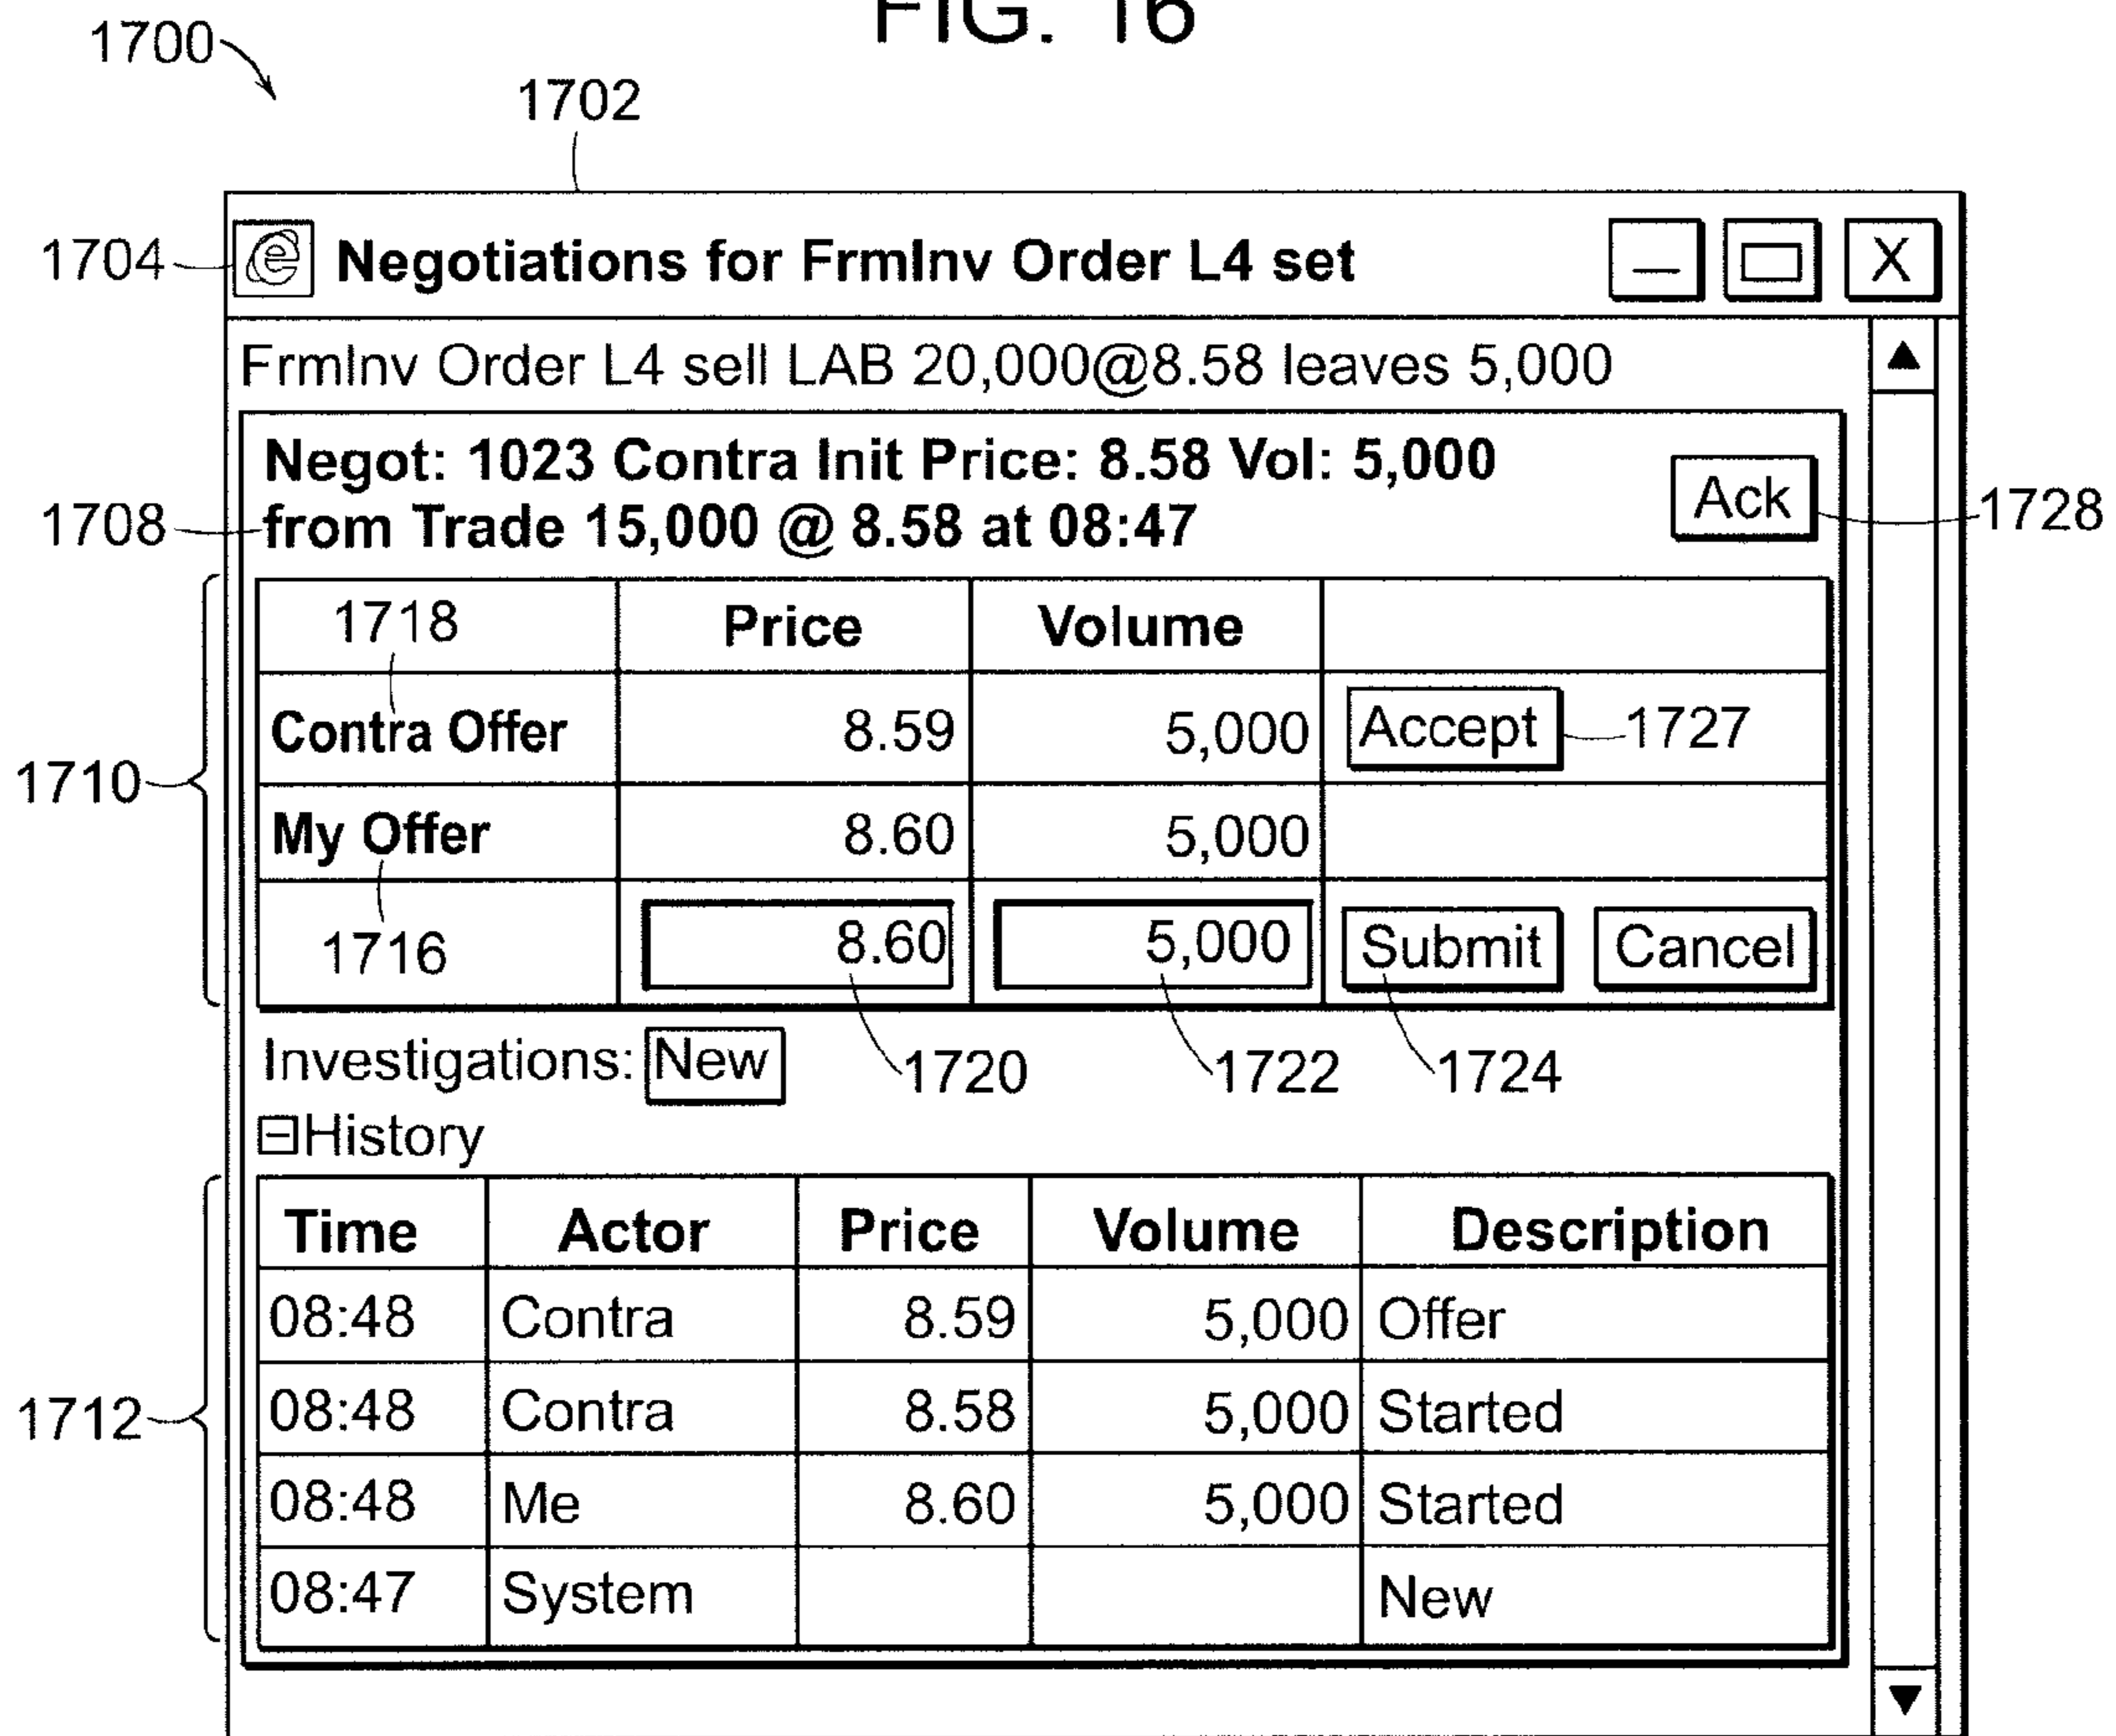 FIG. 16
1700
1702
1704
Negotiations for FrmInv Order L4 set
X
FrmInv Order L4 sell LAB 20,000@8.58 leaves 5,000
Negot: 1023 Contra Init Price: 8.58 Vol: 5,000
Ack
1708
from Trade 15,000 @ 8.58 at 08:47
1728
1718 Price Volume
Contra Offer 8.59 5,000 Accept 1727
1710
My Offer 8.60 5,000
1716 8.60 5,000 Submit Cancel
Investigations: New 1720 1722 1724
History
Time Actor Price Volume Description
08:48 Contra 8.59 5,000 Offer
1712 08:48 Contra 8.58 5,000 Started
08:48 Me 8.60 5,000 Started
08:47 System New